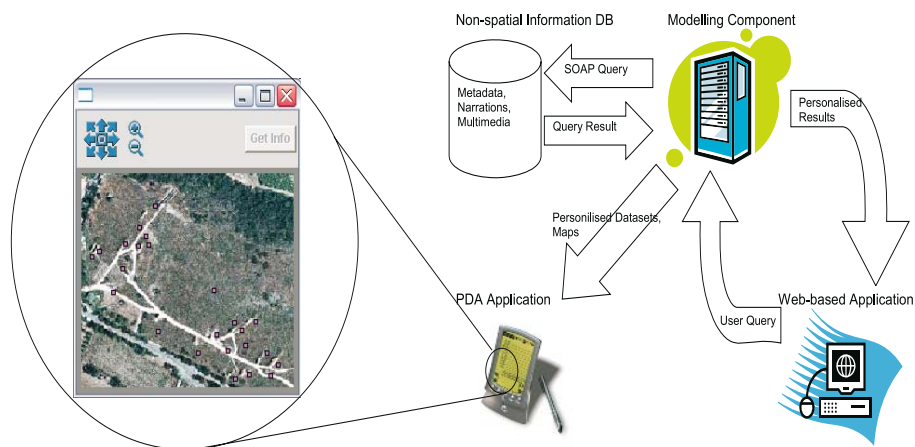 Non-spatial Information DB
Modelling Component
SOAP Query
Metadata,
Narrations,
Multimedia
Query Result
Personalised
Results
Get Info
Personilised Datasets,
Maps
PDA Application
Web-based Application
User Query